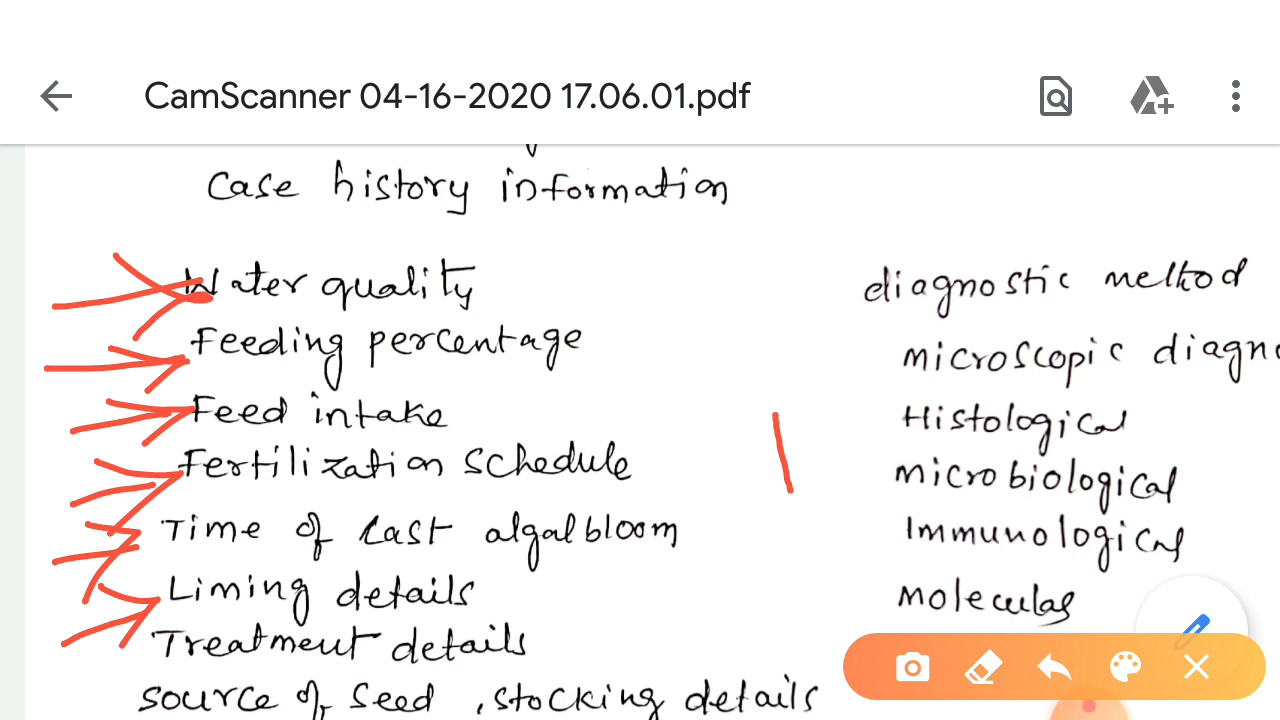 CamScanner 04-16-2020 17.06.01.pdf
Case history information
Water quality
Feeding percentage
Feed intake
Fertilization schedule
Time of Last algal bloom
Liming details
Treatment details
Source of seed, stocking details
diagnostic method
microscopic diagn
Histological
microbiological
Immunological
molecular